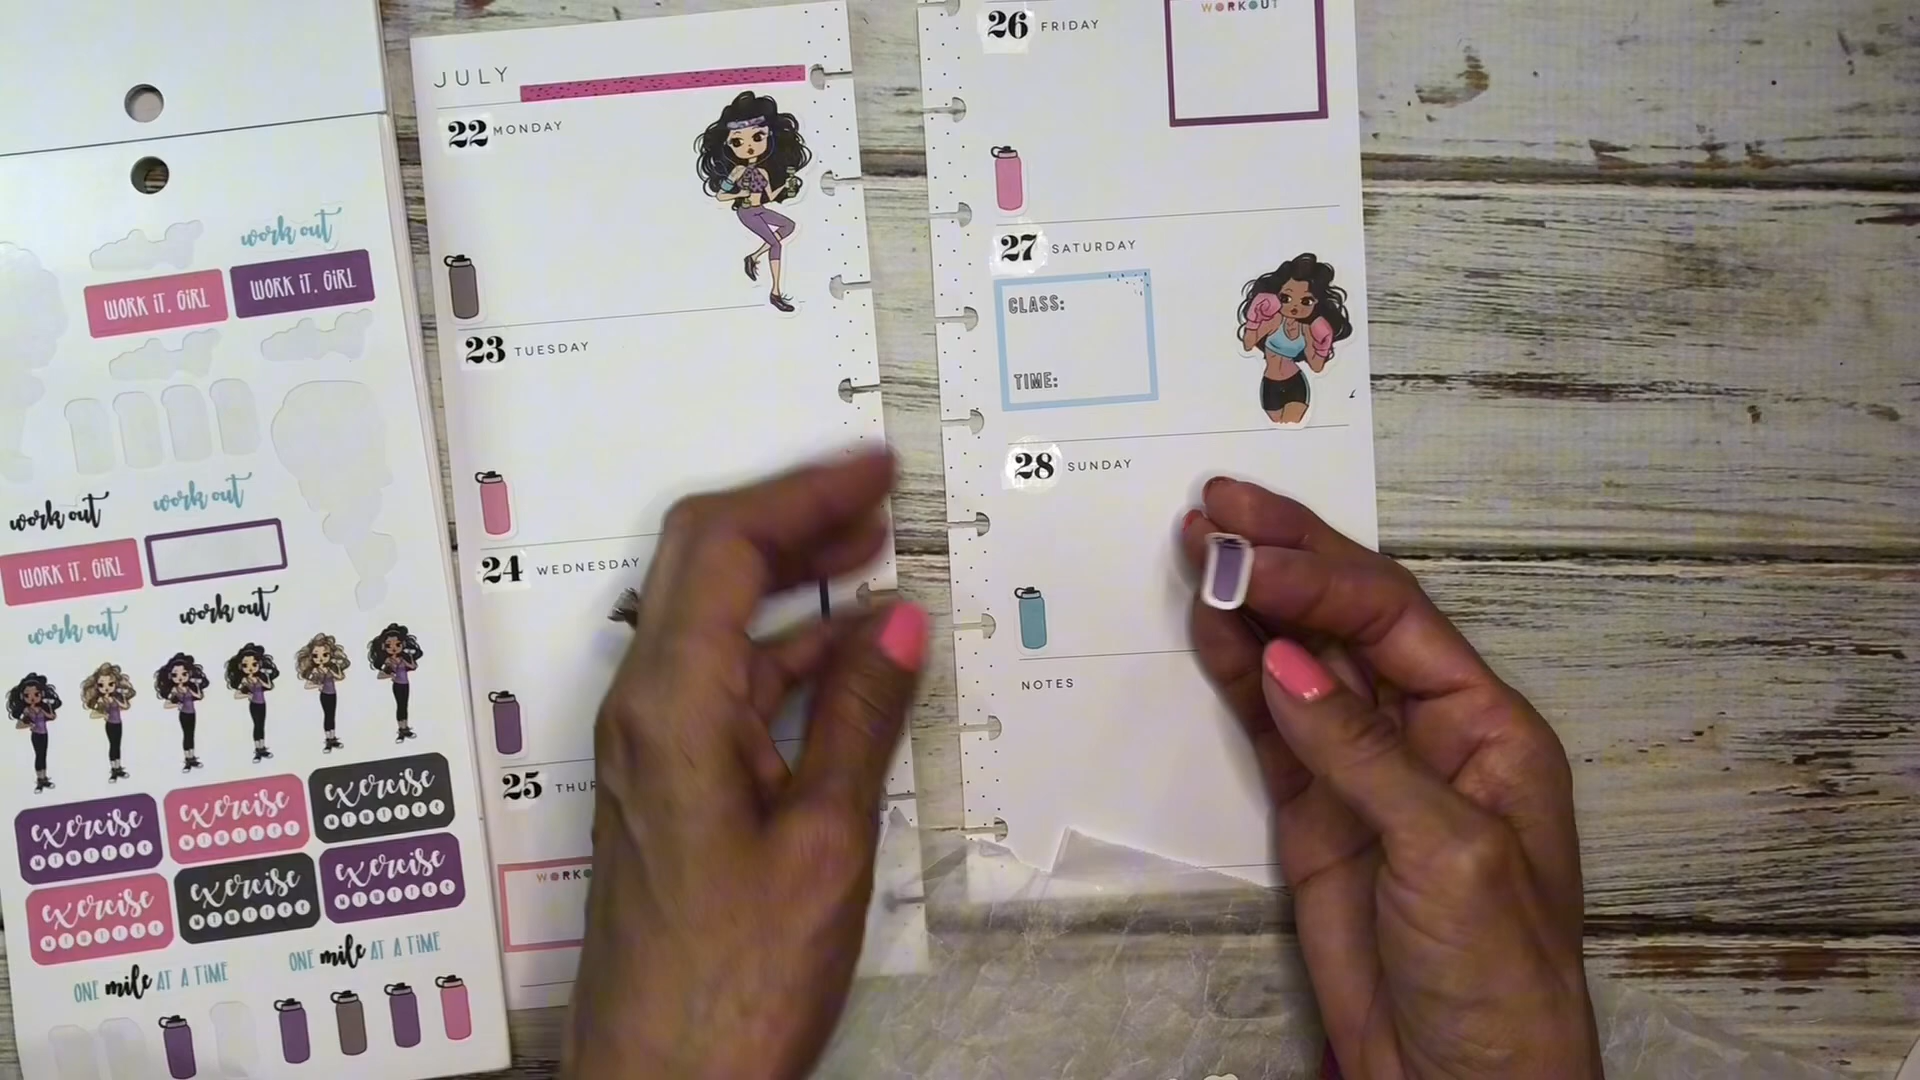 work out
WORK IT, GIRL
WORK IT, GIRL
work out
work out
WORK IT, GIRL
work out
work out
exercise
M T W T F S S
exercise
M T W T F S S
exercise
M T W T F S S
exercise
M T W T F S S
exercise
M T W T F S S
exercise
M T W T F S S
ONE mile AT A TIME
ONE mile AT A TIME
JULY
22 MONDAY
23 TUESDAY
24 WEDNESDAY
25 THUR
WORKO
26 FRIDAY
WORKOUT
27 SATURDAY
CLASS:
TIME:
28 SUNDAY
NOTES